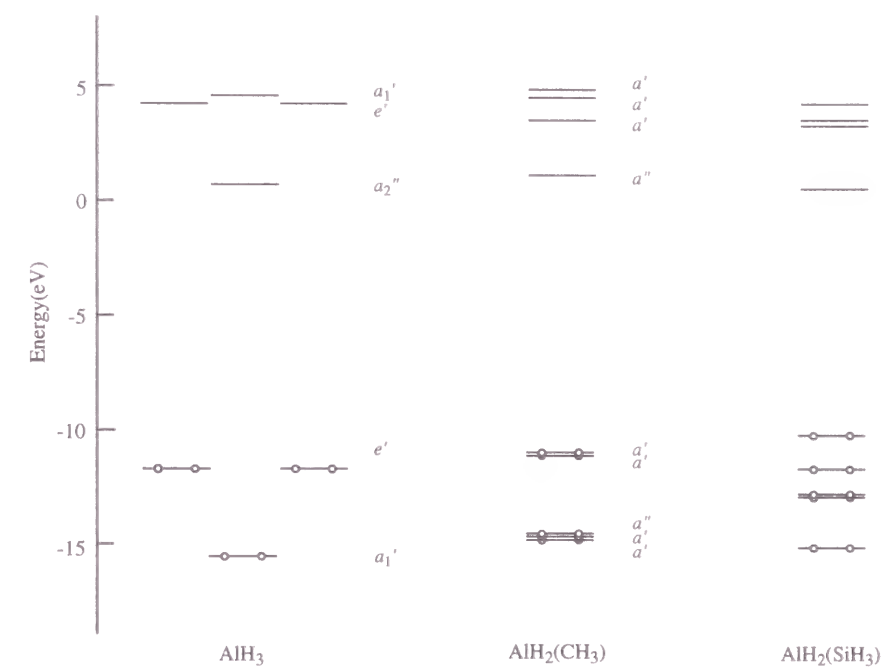 Energy(eV)
5
0
-5
-10
-15
a₁'
e'
a₂"
e'
a₁'
AlH₃
a'
a'
a'
a"
a'
a'
a"
a'
a'
AlH₂(CH₃)
AlH₂(SiH₃)